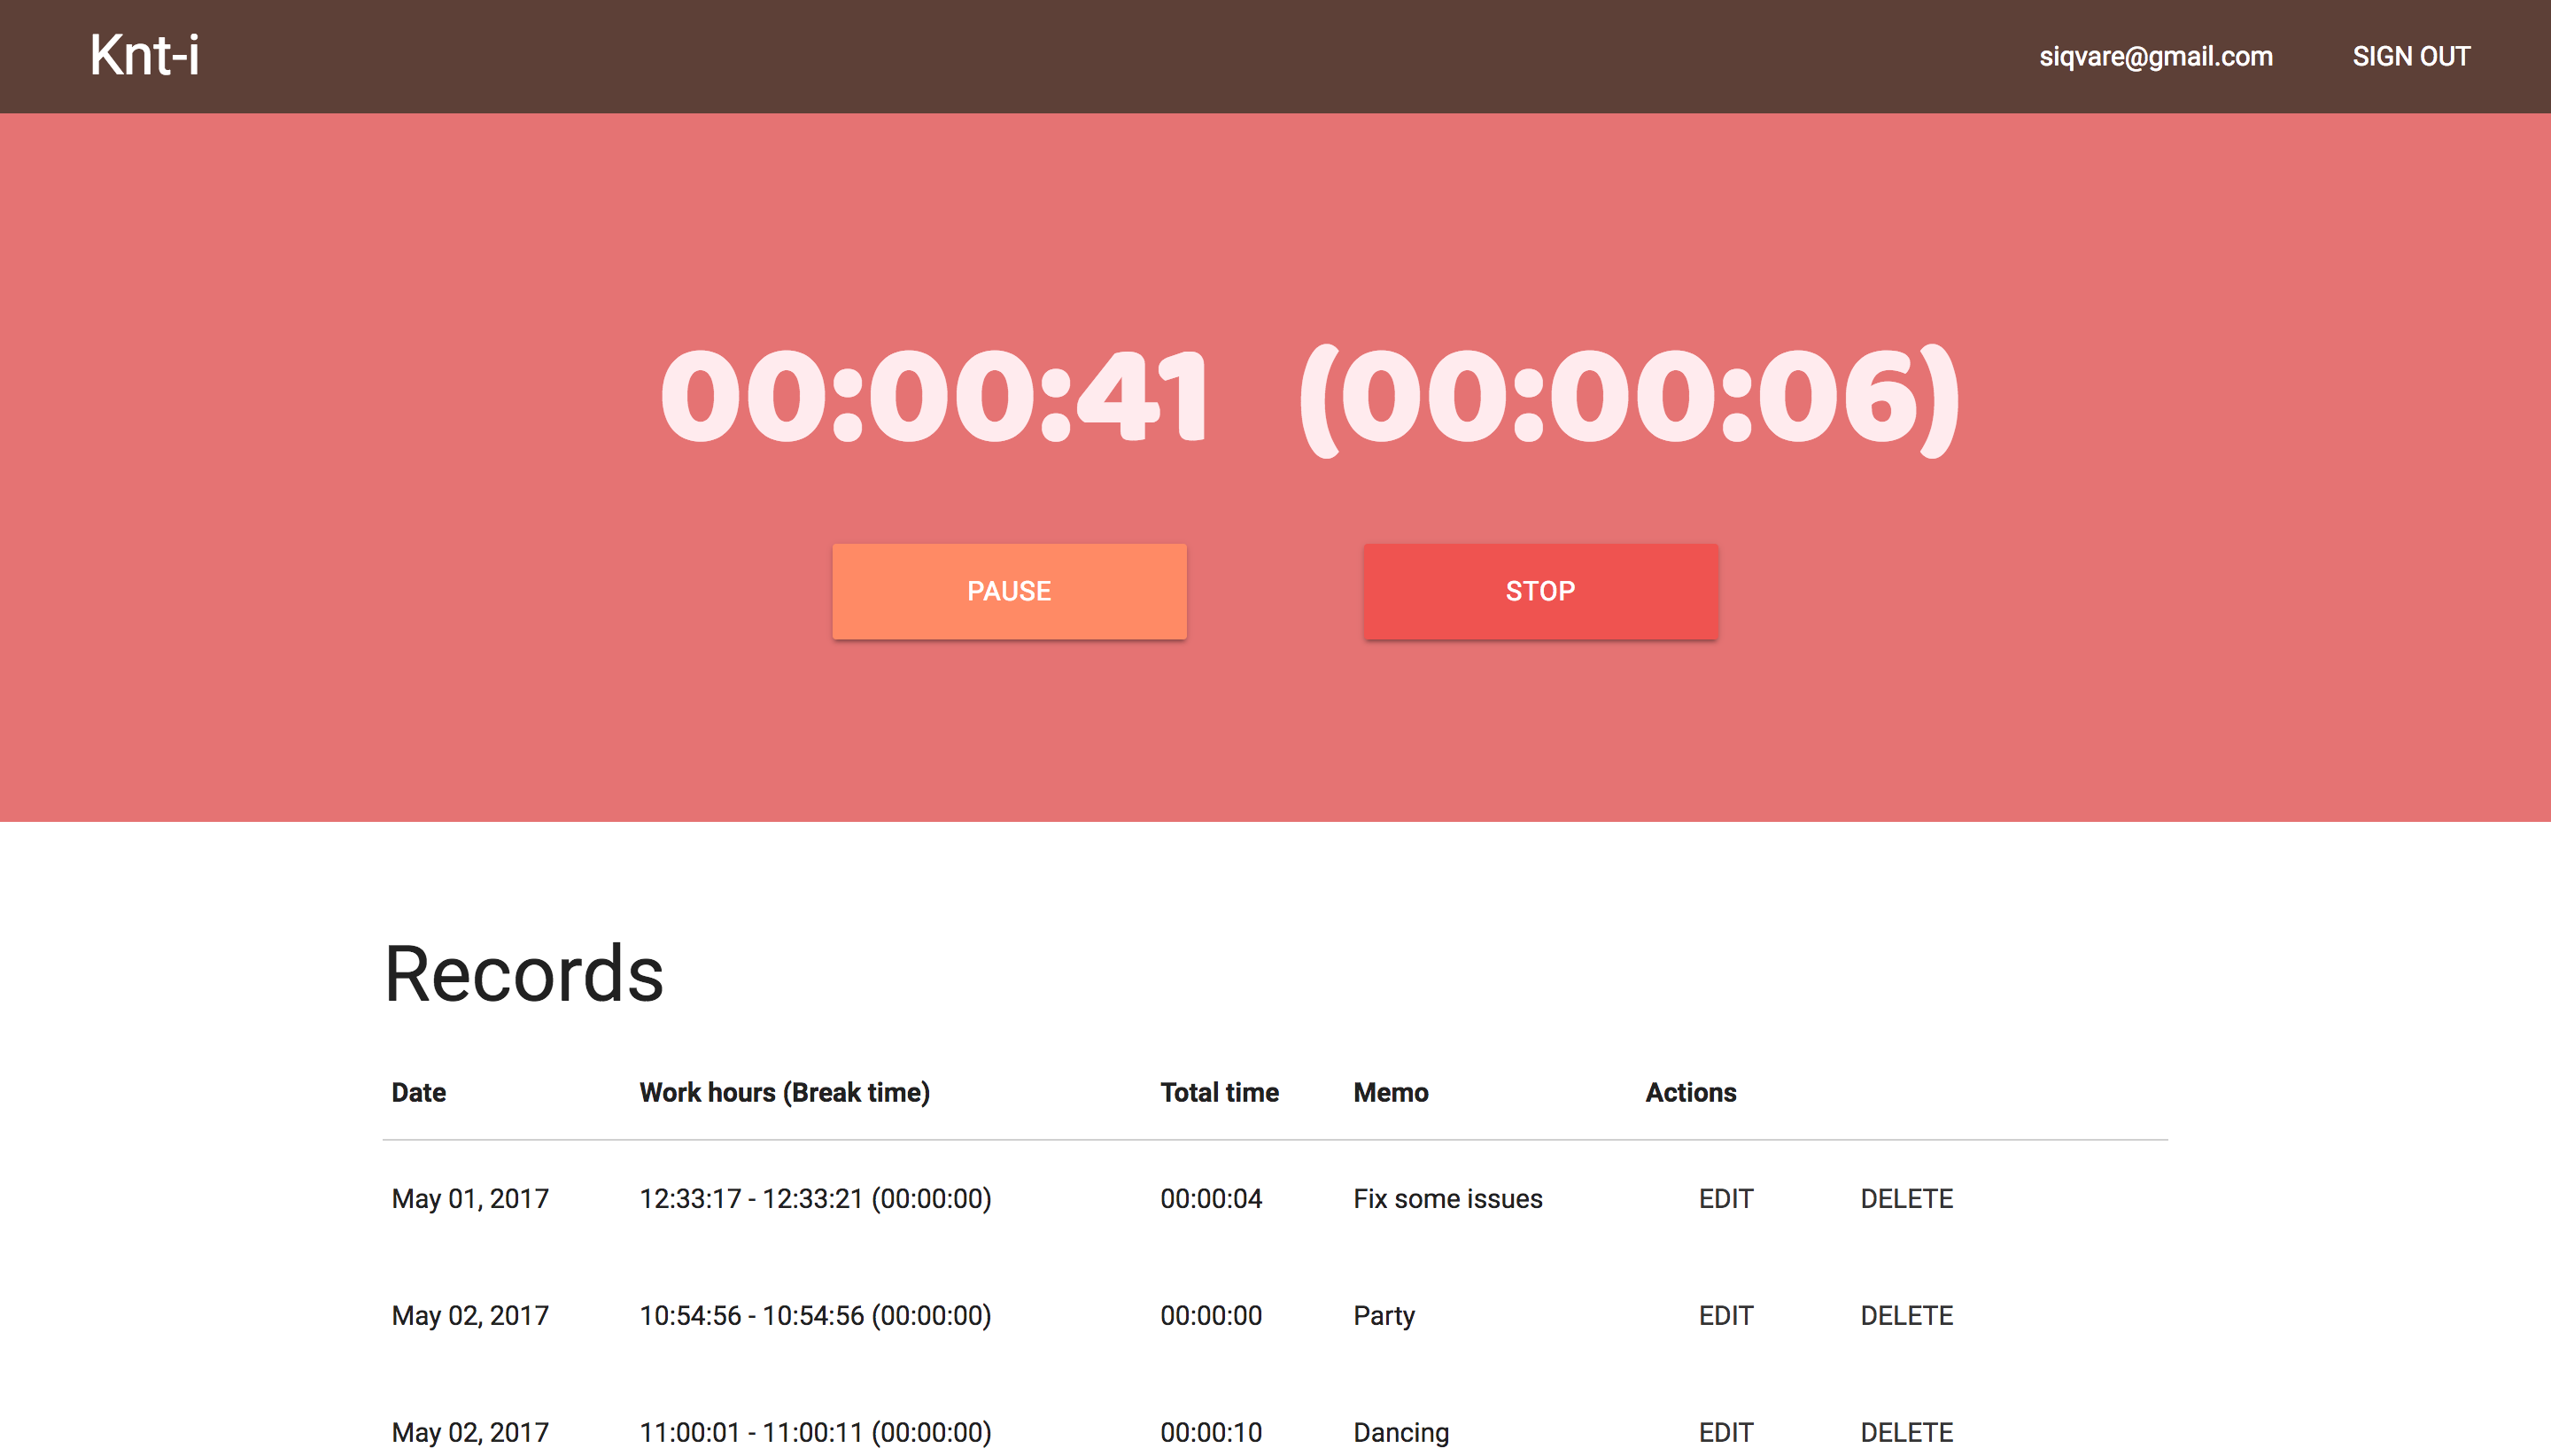 Knt-i siqvare@gmail.com SIGN OUT
00:00:41 (00:00:06)
PAUSE STOP
Records
Date Work hours (Break time) Total time Memo Actions
May 01, 2017 12:33:17 - 12:33:21 (00:00:00) 00:00:04 Fix some issues EDIT DELETE
May 02, 2017 10:54:56 - 10:54:56 (00:00:00) 00:00:00 Party EDIT DELETE
May 02, 2017 11:00:01 - 11:00:11 (00:00:00) 00:00:10 Dancing EDIT DELETE